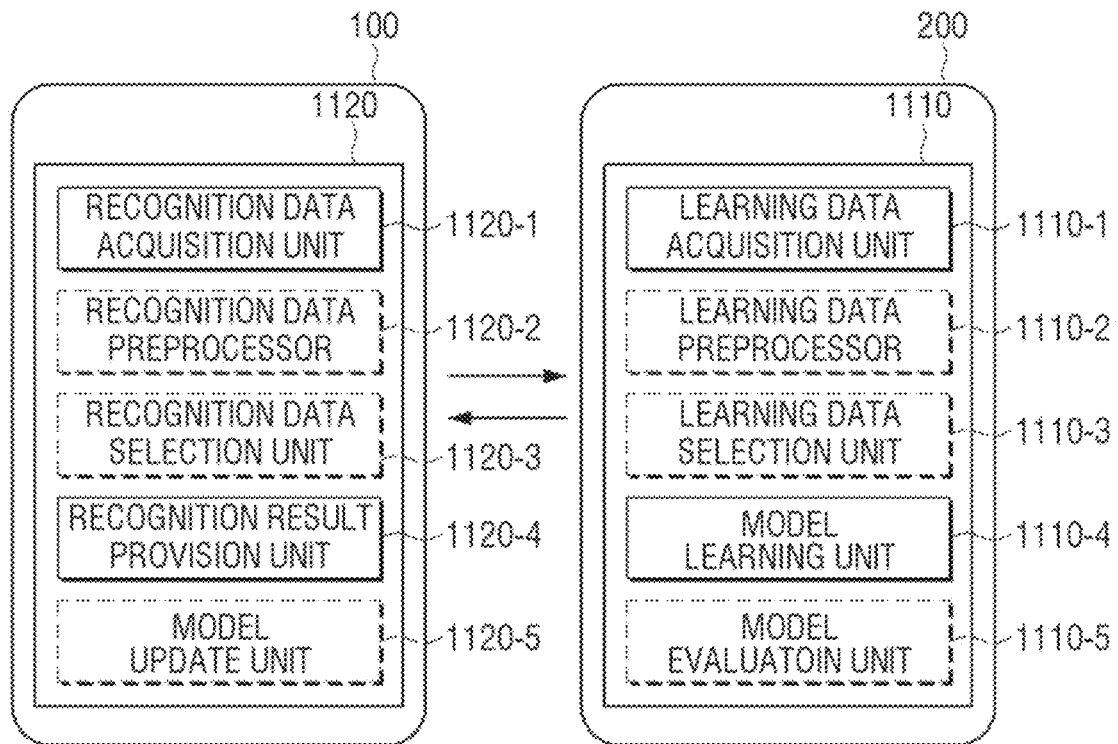 100
1120
RECOGNITION DATA
ACQUISITION UNIT
1120-1
RECOGNITION DATA
PREPROCESSOR
1120-2
RECOGNITION DATA
SELECTION UNIT
1120-3
RECOGNITION RESULT
PROVISION UNIT
1120-4
MODEL
UPDATE UNIT
1120-5
200
1110
LEARNING DATA
ACQUISITION UNIT
1110-1
LEARNING DATA
PREPROCESSOR
1110-2
LEARNING DATA
SELECTION UNIT
1110-3
MODEL
LEARNING UNIT
1110-4
MODEL
EVALUATOIN UNIT
1110-5